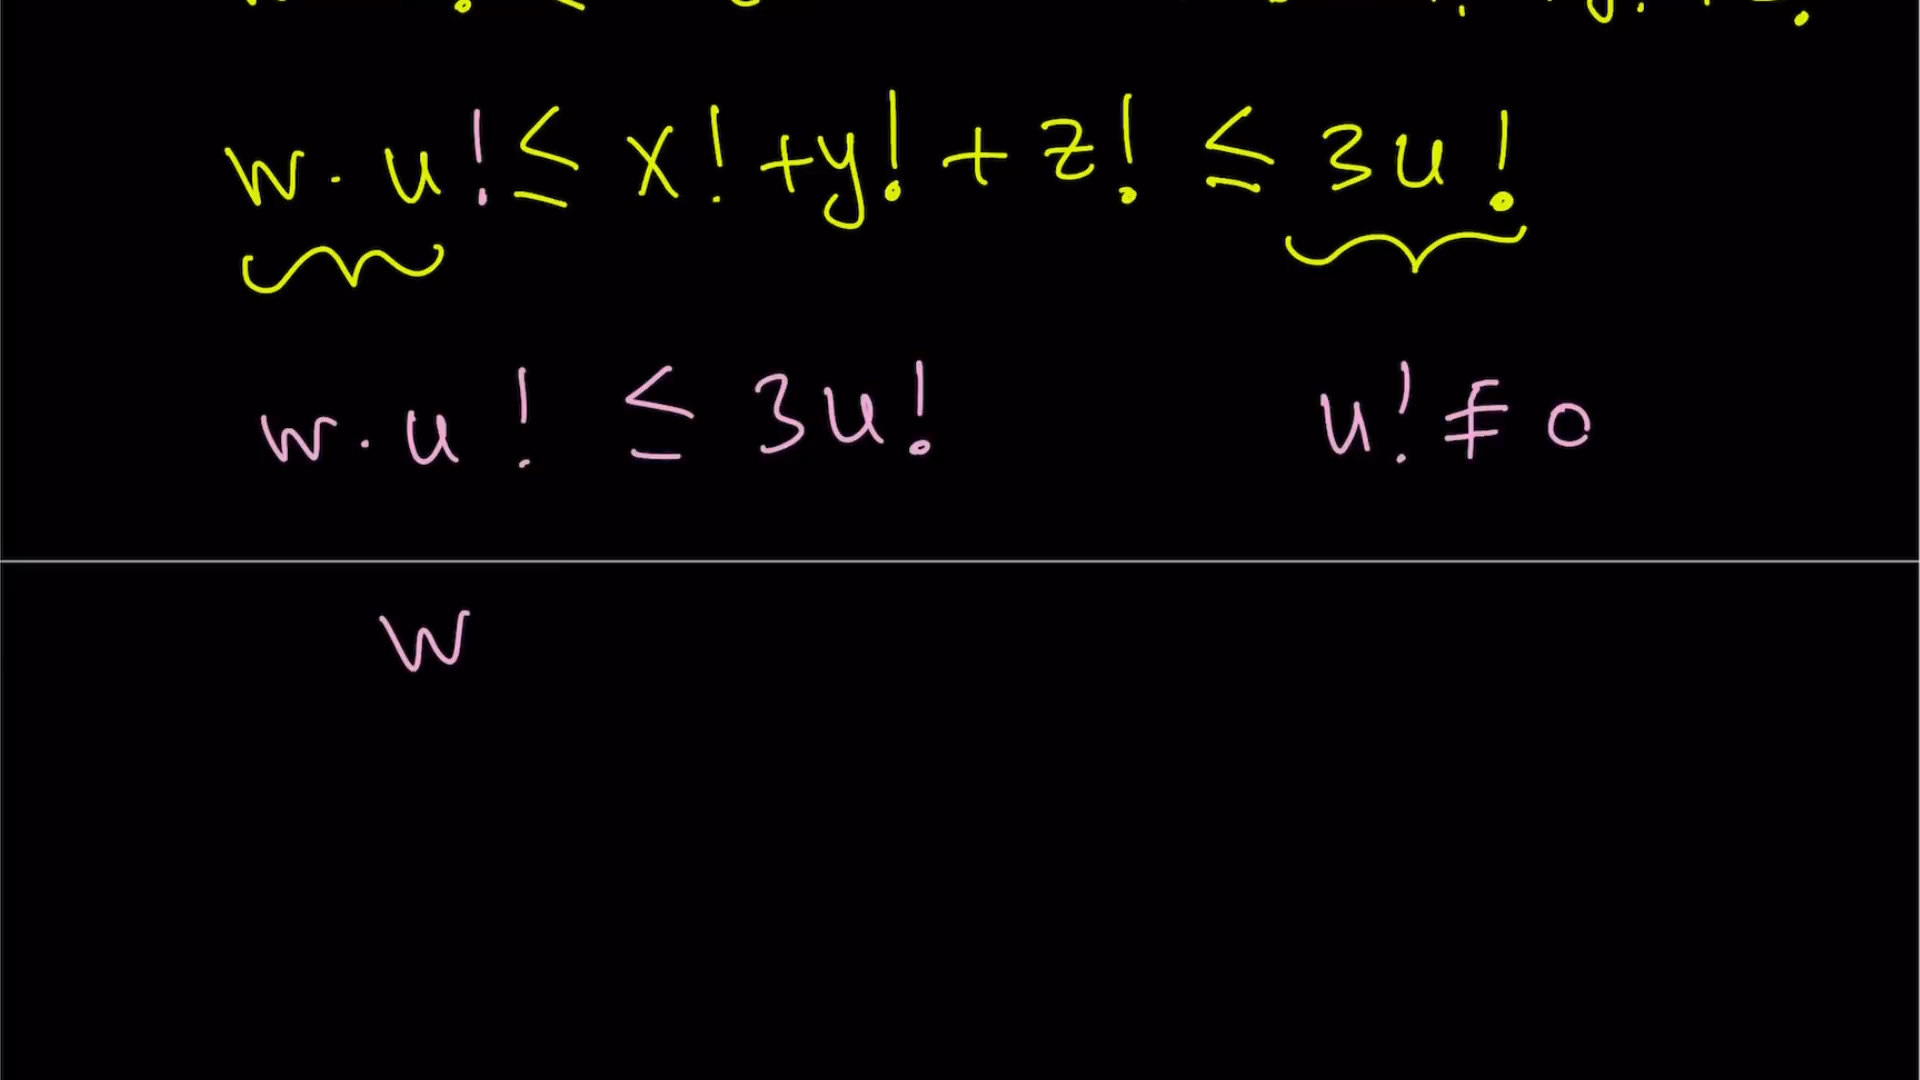 w · u! ≤ x! + y! + z! ≤ 3u!
w · u! ≤ 3u! u! ≠ 0
w